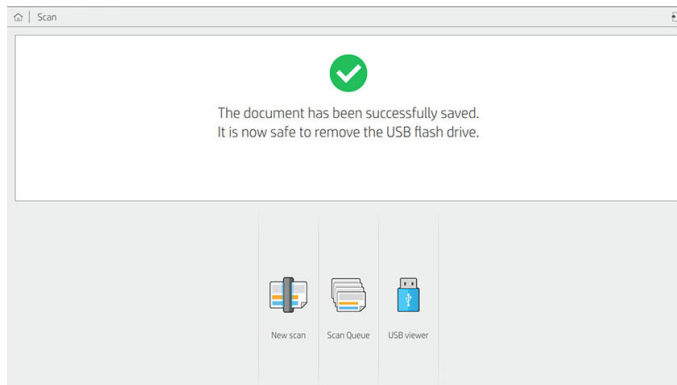 Scan
The document has been successfully saved.
It is now safe to remove the USB flash drive.
New scan
Scan Queue
USB viewer